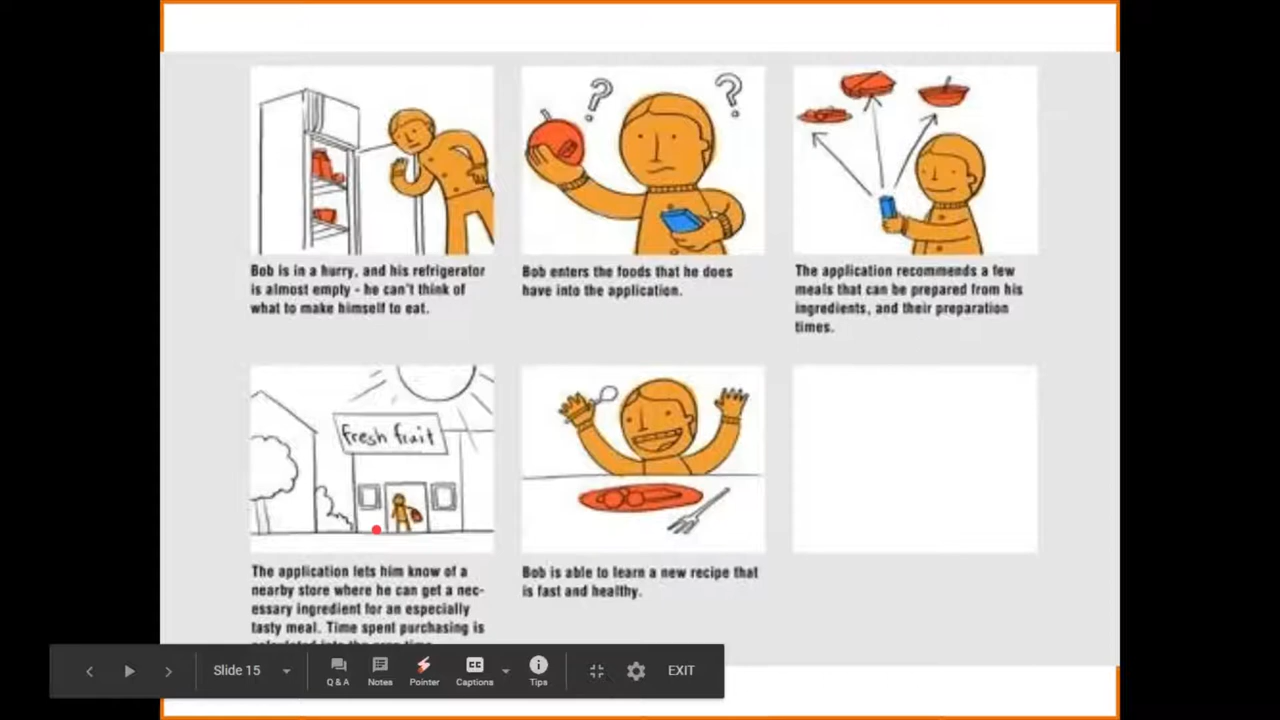 Bob is in a hurry, and his refrigerator
is almost empty - he can't think of
what to make himself to eat.
? ?
Bob enters the foods that he does
have into the application.
The application recommends a few
meals that can be prepared from his
ingredients, and their preparation
times.
fresh fruit
The application lets him know of a
nearby store where he can get a nec-
essary ingredient for an especially
tasty meal. Time spent purchasing is
Bob is able to learn a new recipe that
is fast and healthy.
Slide 15
Q & A
Notes
Pointer
CC
Captions
Tips
EXIT